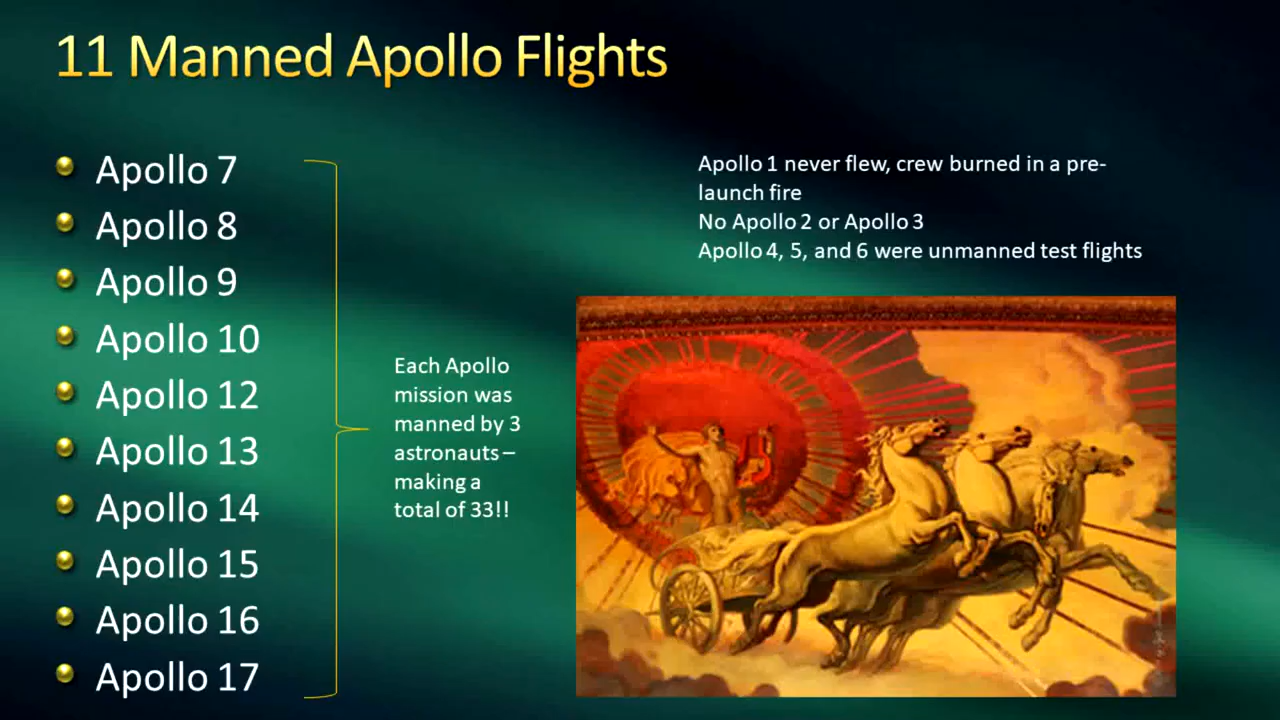 11 Manned Apollo Flights
Apollo 7
Apollo 8
Apollo 9
Apollo 10
Apollo 12
Apollo 13
Apollo 14
Apollo 15
Apollo 16
Apollo 17
Each Apollo
mission was
manned by 3
astronauts –
making a
total of 33!!
Apollo 1 never flew, crew burned in a pre-
launch fire
No Apollo 2 or Apollo 3
Apollo 4, 5, and 6 were unmanned test flights